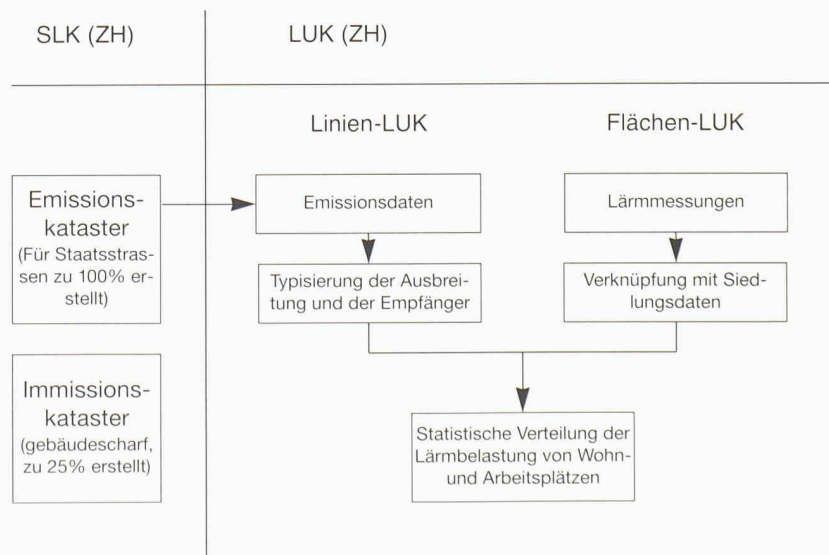 SLK (ZH)
LUK (ZH)
Linien-LUK
Flächen-LUK
Emissions-
kataster
(Für Staatsstras-
sen zu 100% er-
stellt)
Emissionsdaten
Lärmmessungen
Typisierung der Ausbrei-
tung und der Empfänger
Verknüpfung mit Sied-
lungsdaten
Immissions-
kataster
(gebäudescharf,
zu 25% erstellt)
Statistische Verteilung der
Lärmbelastung von Wohn-
und Arbeitsplätzen